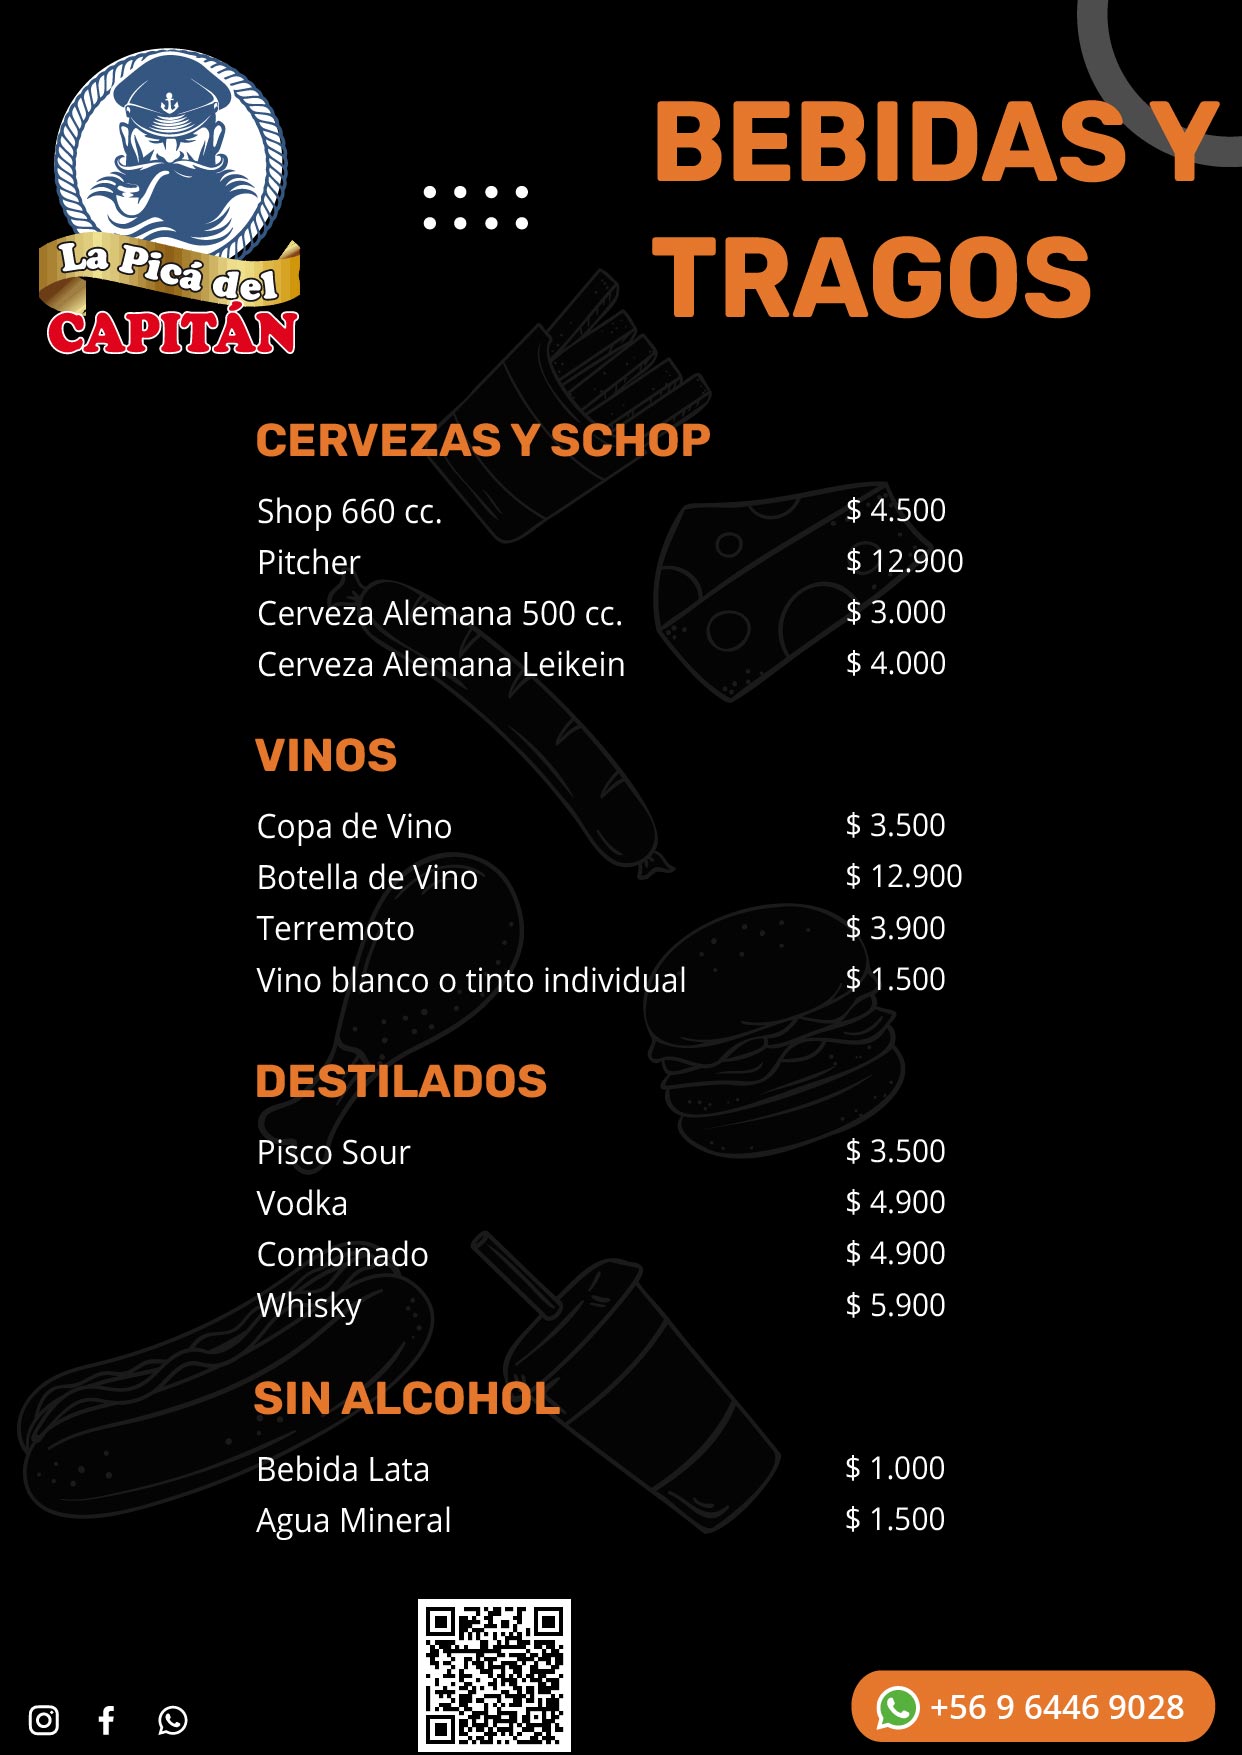 La Picá del
CAPITÁN
BEBIDAS Y
TRAGOS
CERVEZAS Y SCHOP
Shop 660 cc. $ 4.500
Pitcher $ 12.900
Cerveza Alemana 500 cc. $ 3.000
Cerveza Alemana Leikein $ 4.000
VINOS
Copa de Vino $ 3.500
Botella de Vino $ 12.900
Terremoto $ 3.900
Vino blanco o tinto individual $ 1.500
DESTILADOS
Pisco Sour $ 3.500
Vodka $ 4.900
Combinado $ 4.900
Whisky $ 5.900
SIN ALCOHOL
Bebida Lata $ 1.000
Agua Mineral $ 1.500
+56 9 6446 9028